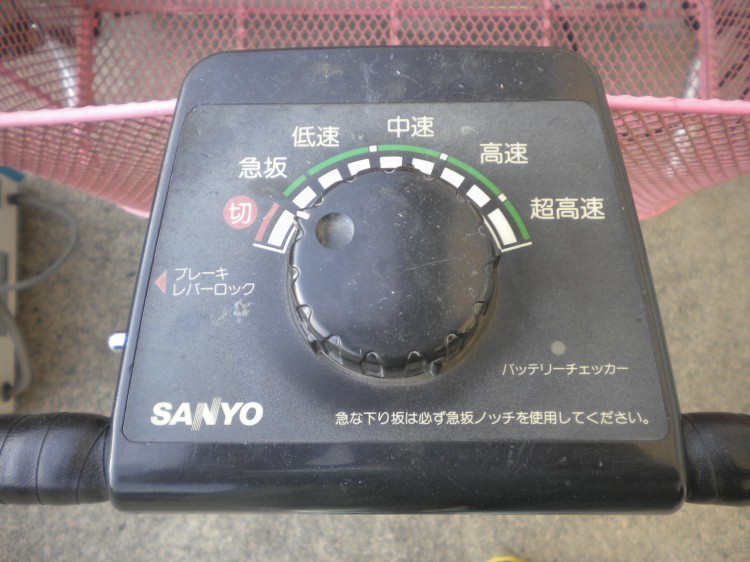 切
急坂
低速
中速
高速
超高速
ブレーキ
レバーロック
バッテリーチェッカー
SANYO
急な下り坂は必ず急坂ノッチを使用してください。